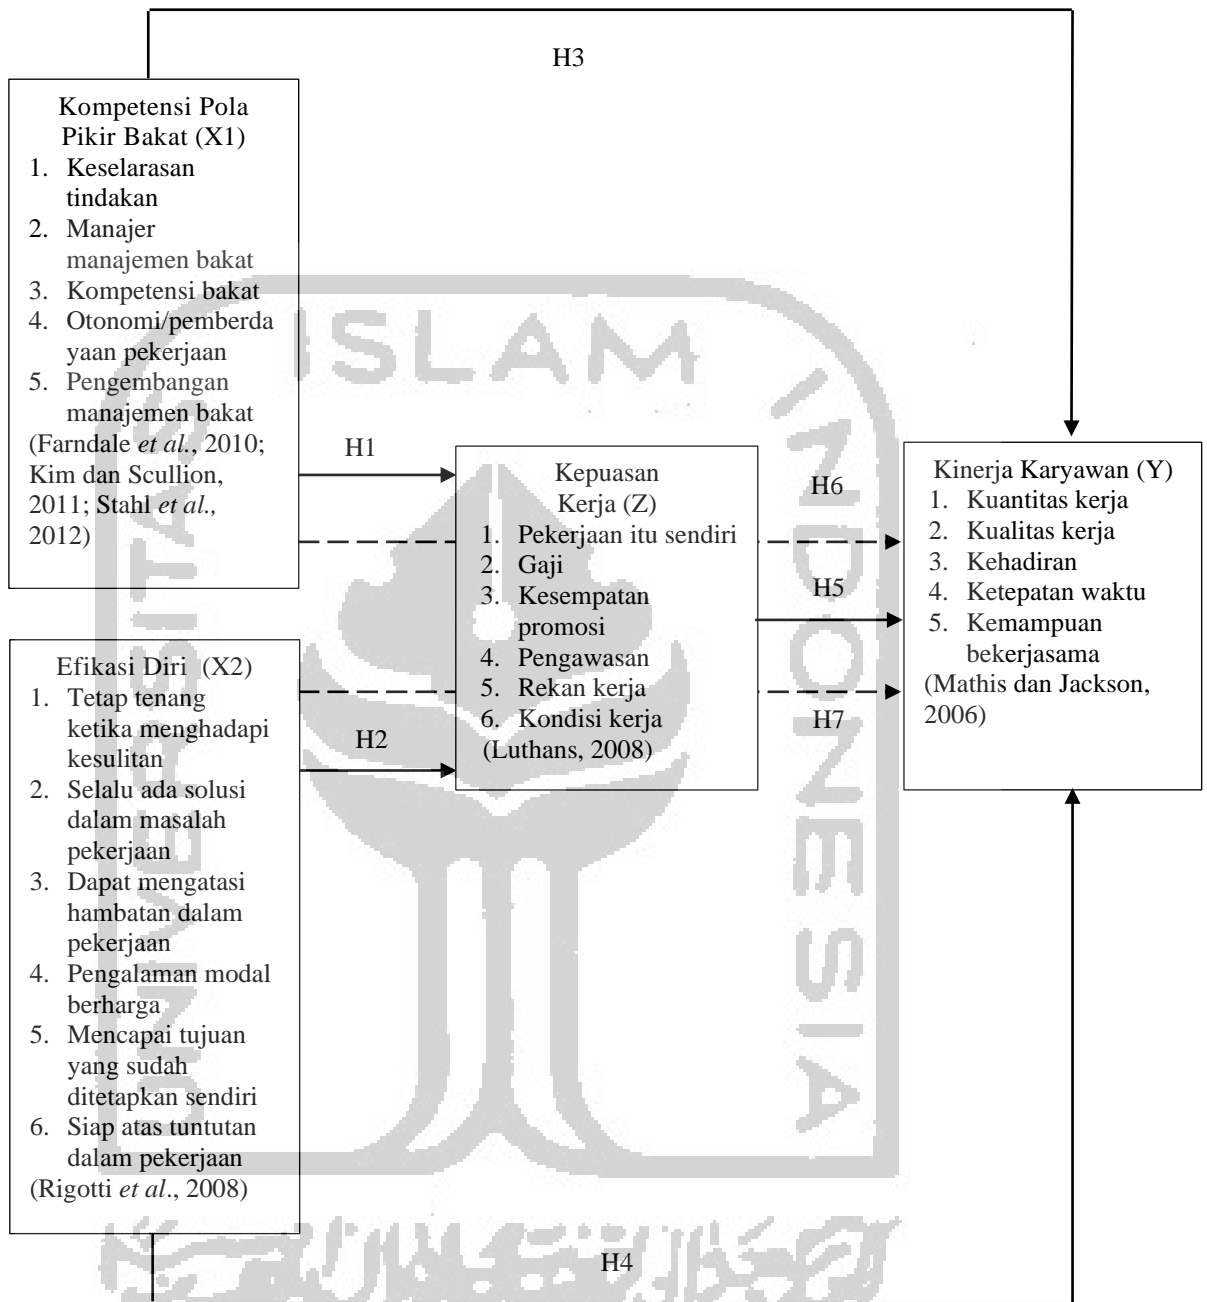 H3
Kompetensi Pola
Pikir Bakat (X1)
1. Keselarasan
tindakan
2. Manajer
manajemen bakat
3. Kompetensi bakat
4. Otonomi/pemberda
yaan pekerjaan
5. Pengembangan
manajemen bakat
(Farndale et al., 2010;
Kim dan Scullion,
2011; Stahl et al.,
2012)
H1
Efikasi Diri (X2)
1. Tetap tenang
ketika menghadapi
kesulitan
2. Selalu ada solusi
dalam masalah
pekerjaan
3. Dapat mengatasi
hambatan dalam
pekerjaan
4. Pengalaman modal
berharga
5. Mencapai tujuan
yang sudah
ditetapkan sendiri
6. Siap atas tuntutan
dalam pekerjaan
(Rigotti et al., 2008)
H2
Kepuasan
Kerja (Z)
1. Pekerjaan itu sendiri
2. Gaji
3. Kesempatan
promosi
4. Pengawasan
5. Rekan kerja
6. Kondisi kerja
(Luthans, 2008)
H6
H5
H7
Kinerja Karyawan (Y)
1. Kuantitas kerja
2. Kualitas kerja
3. Kehadiran
4. Ketepatan waktu
5. Kemampuan
bekerjasama
(Mathis dan Jackson,
2006)
H4
UNIVERSITAS
ISLAM
INDONESIA